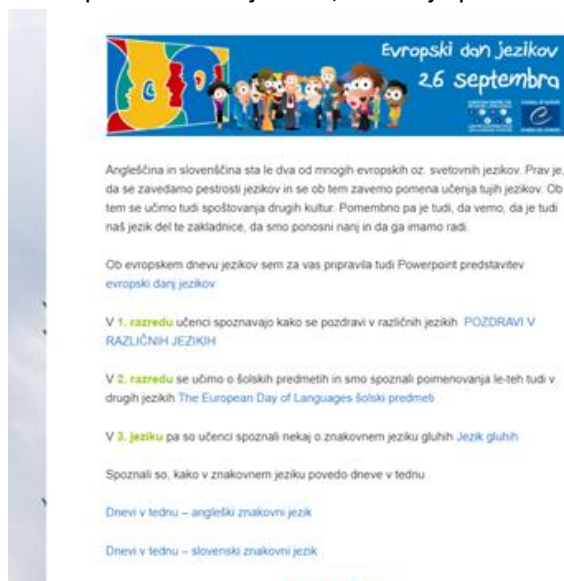 Evropski dan jezikov
26 septembra
Angleščina in slovenščina sta le dva od mnogih evropskih oz. svetovnih jezikov. Prav je,
da se zavedamo pestrosti jezikov in se ob tem zavemo pomena učenja tujih jezikov. Ob
tem se učimo tudi spoštovanja drugih kultur. Pomembno pa je tudi, da vemo, da je tudi
naš jezik del te zakladnice, da smo ponosni nanj in da ga imamo radi.
Ob evropskem dnevu jezikov sem za vas pripravila tudi Powerpoint predstavitev
evropski danj jezikov
V 1. razredu učenci spoznavajo kako se pozdravi v različnih jezikih POZDRAVI V
RAZLIČNIH JEZIKIH
V 2. razredu se učimo o šolskih predmetih in smo spoznali poimenovanja le-teh tudi v
drugih jezikih The European Day of Languages šolski predmeti
V 3. jeziku pa so učenci spoznali nekaj o znakovnem jeziku gluhih Jezik gluhih
Spoznali so, kako v znakovnem jeziku povedo dneve v tednu
Dnevi v tednu – angleški znakovni jezik
Dnevi v tednu – slovenski znakovni jezik